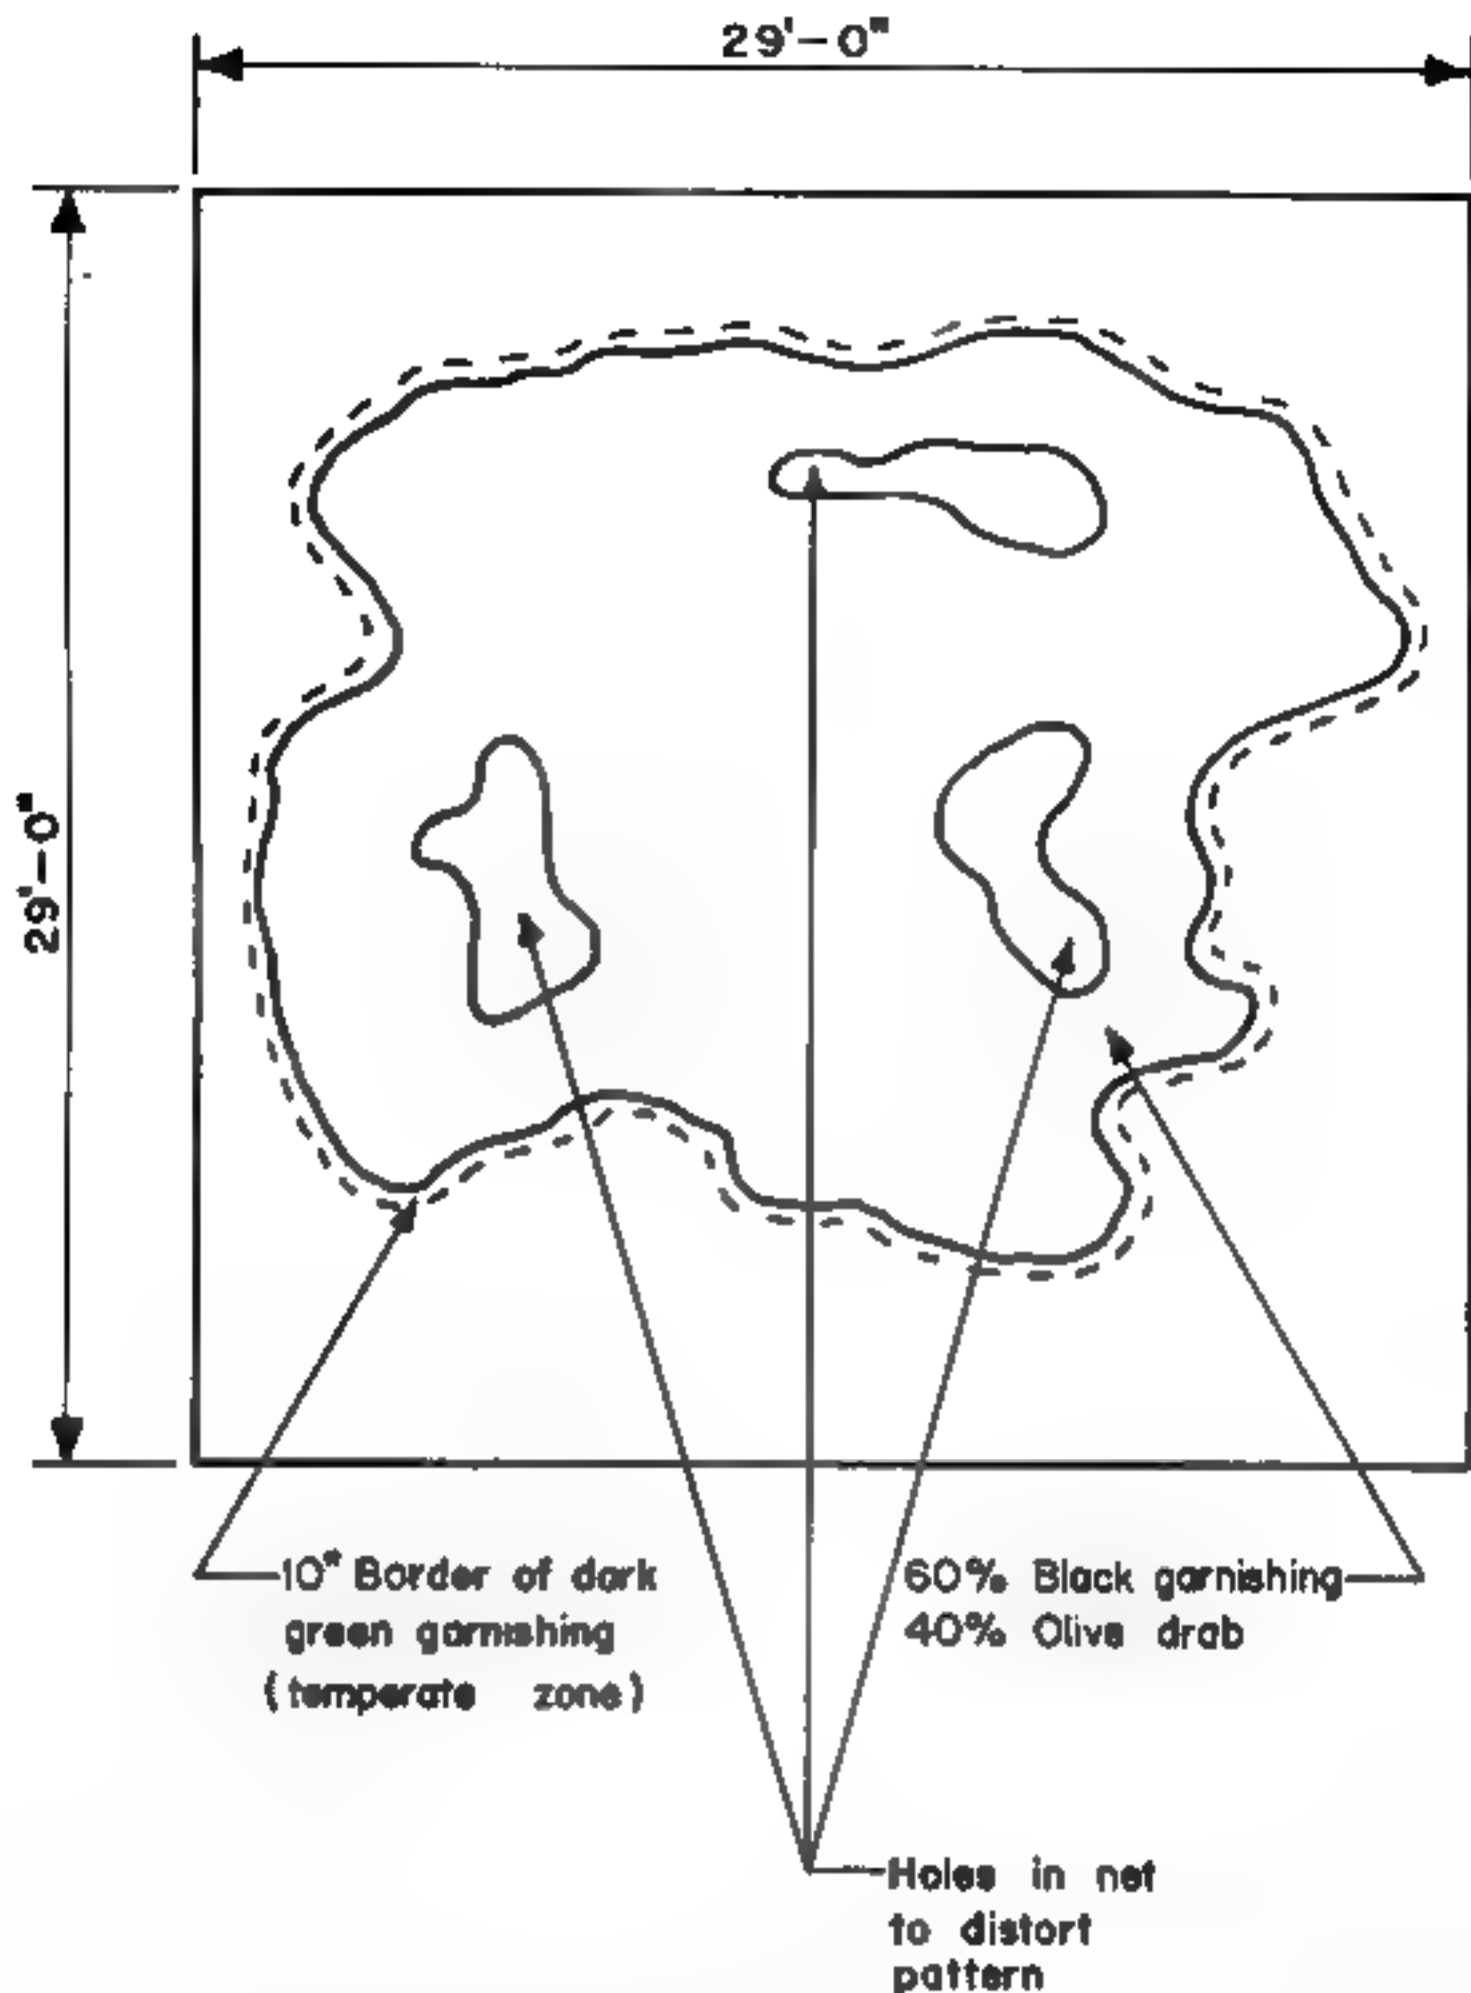 29'-0"
29'-0"
10" Border of dark
green garnishing
(temperate zone)
60% Black garnishing
40% Olive drab
Holes in net
to distort
pattern